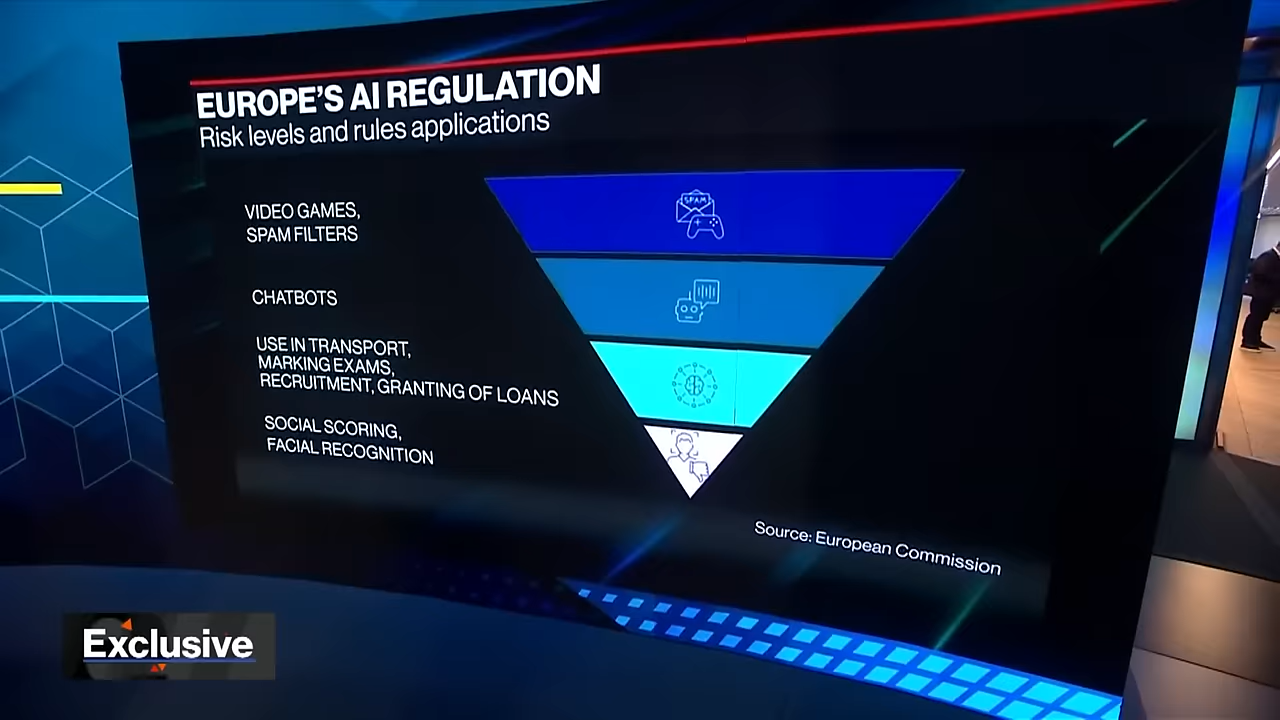 EUROPE'S AI REGULATION
Risk levels and rules applications
VIDEO GAMES,
SPAM FILTERS
SPAM
CHATBOTS
USE IN TRANSPORT,
MARKING EXAMS,
RECRUITMENT, GRANTING OF LOANS
SOCIAL SCORING,
FACIAL RECOGNITION
Source: European Commission
Exclusive